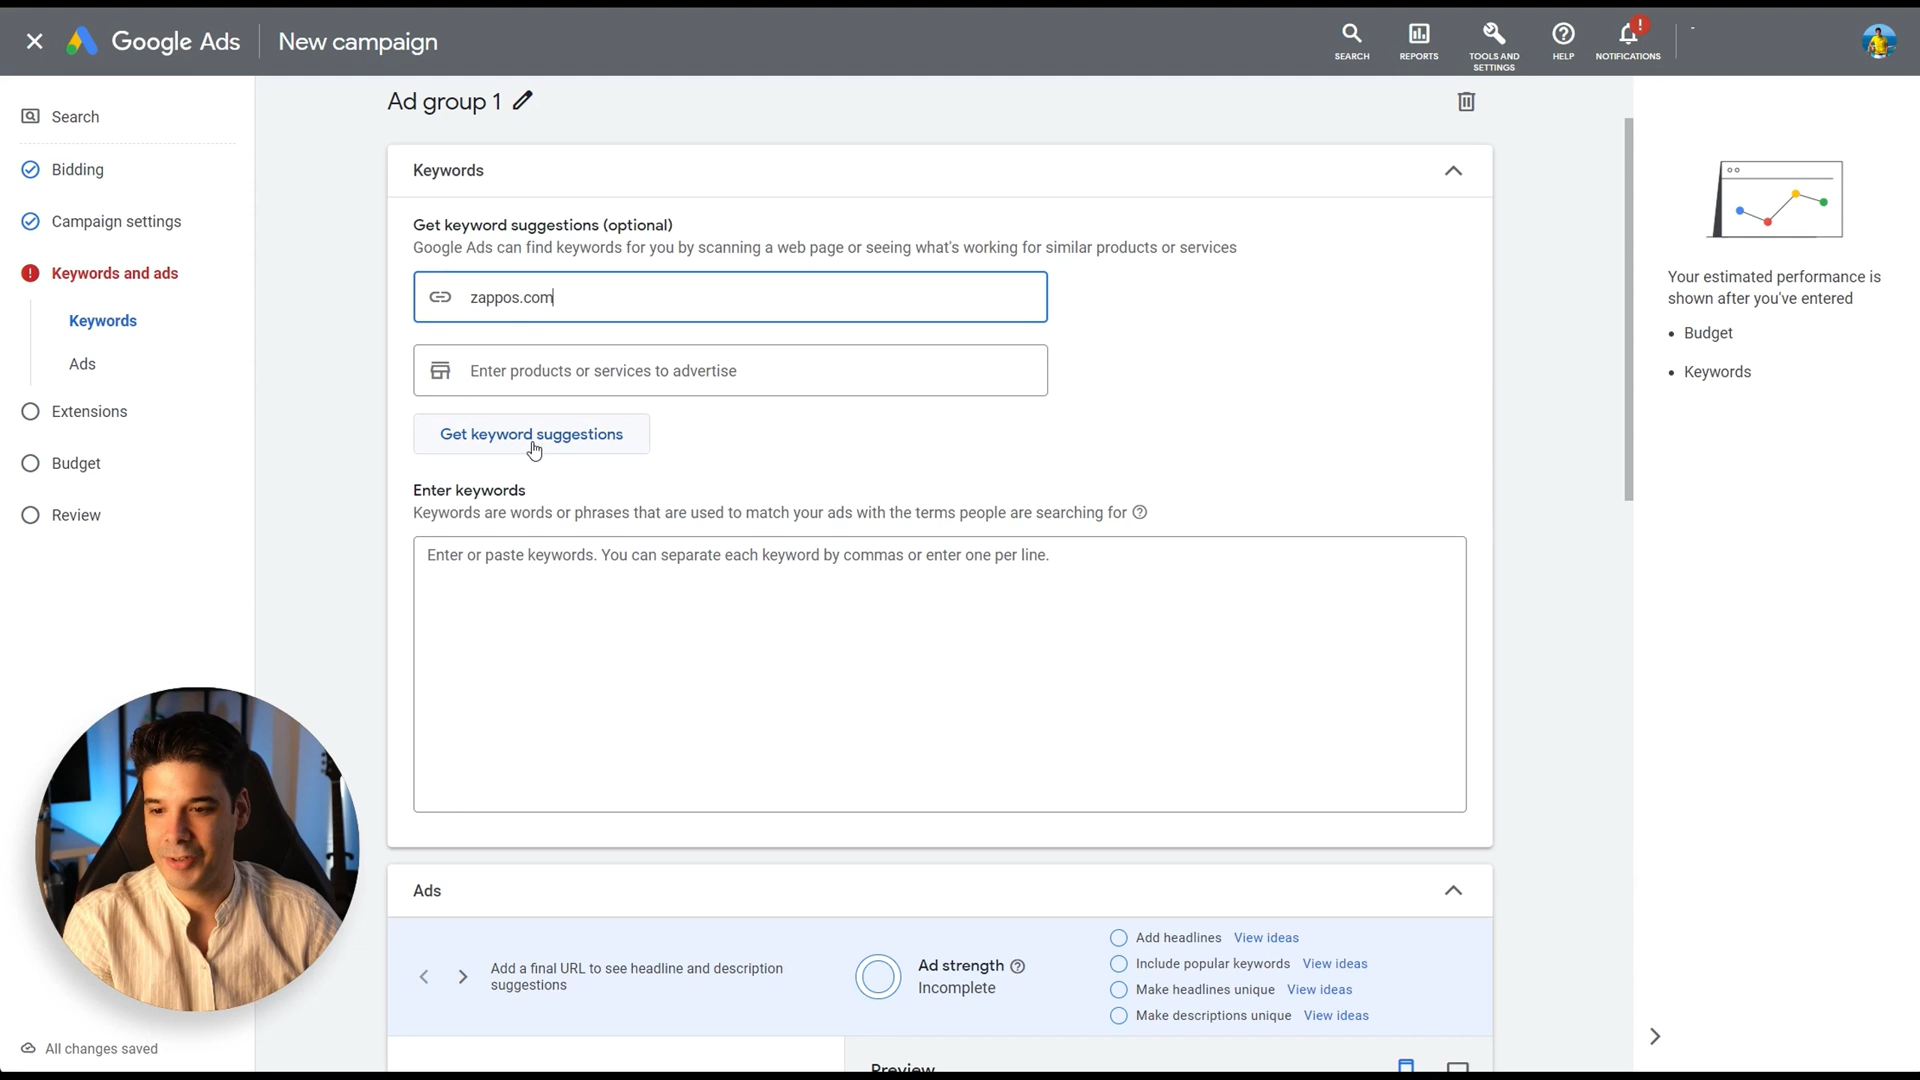 Google Ads
New campaign
SEARCH
REPORTS
TOOLS AND
SETTINGS
HELP
!
NOTIFICATIONS
-
Search
Bidding
Campaign settings
! Keywords and ads
Keywords
Ads
Extensions
Budget
Review
All changes saved
Ad group 1
Keywords
Get keyword suggestions (optional)
Google Ads can find keywords for you by scanning a web page or seeing what's working for similar products or services
zappos.com
Enter products or services to advertise
Get keyword suggestions
Enter keywords
Keywords are words or phrases that are used to match your ads with the terms people are searching for ?
Enter or paste keywords. You can separate each keyword by commas or enter one per line.
Ads
Add a final URL to see headline and description
suggestions
Ad strength ?
Incomplete
Add headlines View ideas
Include popular keywords View ideas
Make headlines unique View ideas
Make descriptions unique View ideas
Preview
Your estimated performance is
shown after you've entered
• Budget
• Keywords